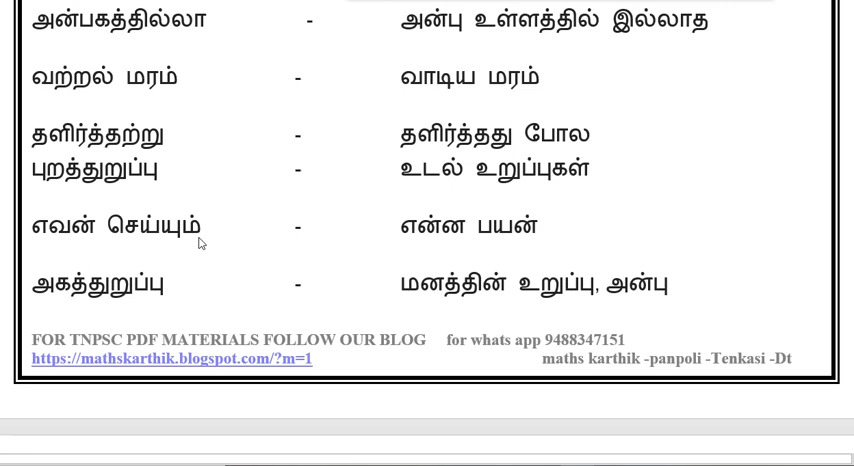 அன்பகத்தில்லா - அன்பு உள்ளத்தில் இல்லாத
வற்றல் மரம் - வாடிய மரம்
தளிர்த்தற்று - தளிர்த்தது போல
புறத்துறுப்பு - உடல் உறுப்புகள்
எவன் செய்யும் - என்ன பயன்
அகத்துறுப்பு - மனத்தின் உறுப்பு, அன்பு
FOR TNPSC PDF MATERIALS FOLLOW OUR BLOG for whats app 9488347151
https://mathskarthik.blogspot.com/?m=1 maths karthik -panpoli -Tenkasi -Dt